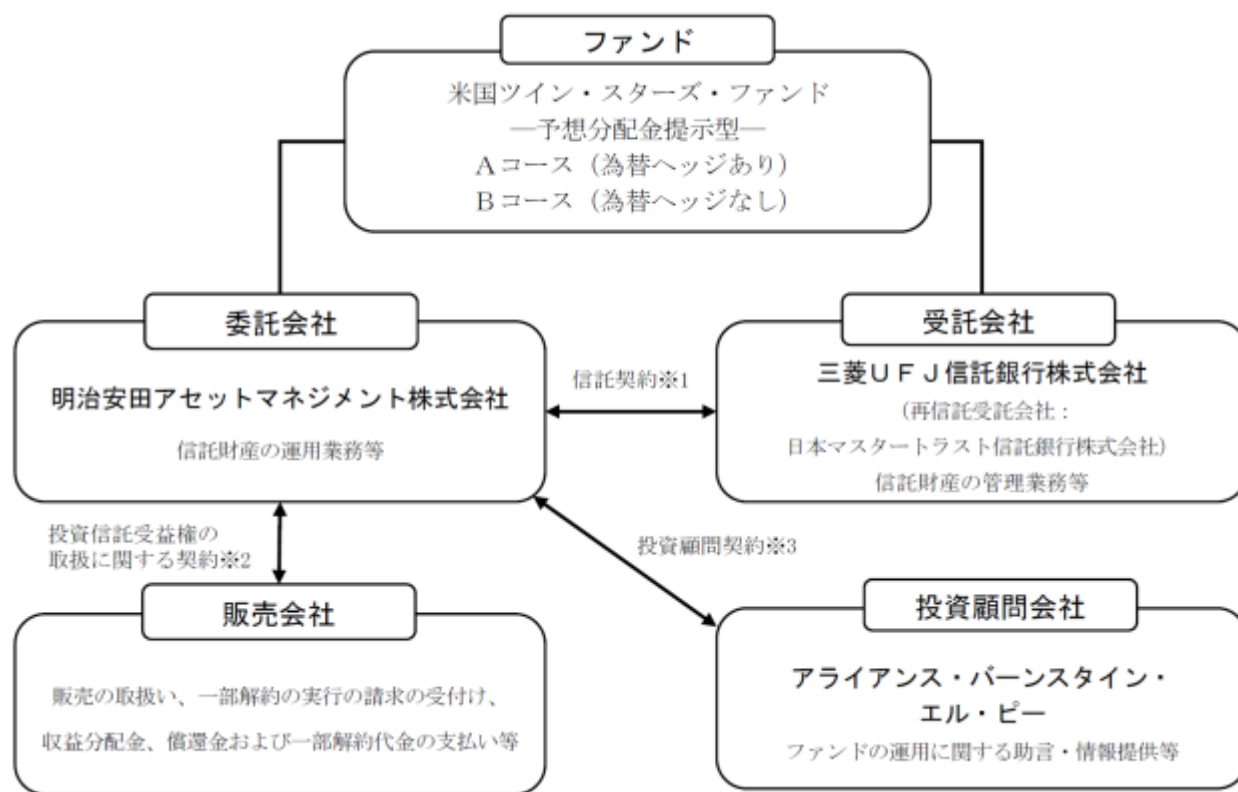 ファンド
米国ツイン・スターズ・ファンド
―予想分配金提示型―
Ａコース（為替ヘッジあり）
Ｂコース（為替ヘッジなし）
委託会社
明治安田アセットマネジメント株式会社
信託財産の運用業務等
信託契約※1
受託会社
三菱ＵＦＪ信託銀行株式会社
（再信託受託会社：
日本マスタートラスト信託銀行株式会社）
信託財産の管理業務等
投資信託受益権の
取扱に関する契約※2
投資顧問契約※3
販売会社
販売の取扱い、一部解約の実行の請求の受付け、
収益分配金、償還金および一部解約代金の支払い等
投資顧問会社
アライアンス・バーンスタイン・
エル・ピー
ファンドの運用に関する助言・情報提供等